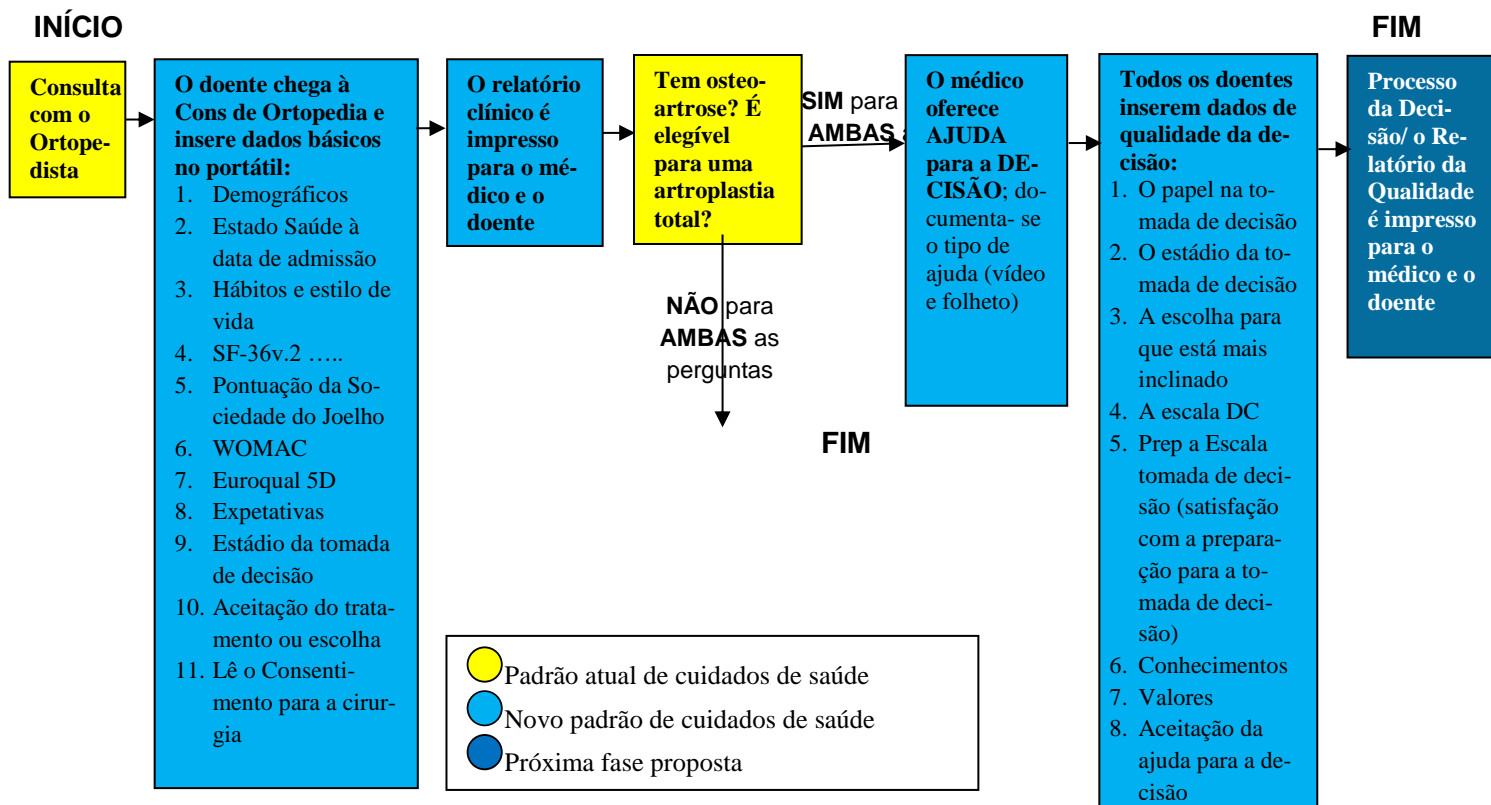 INÍCIO
FIM
Consulta
com o
Ortope-
dista
O doente chega à
Cons de Ortopedia e
insere dados básicos
no portátil:
1. Demográficos
2. Estado Saúde à
data de admissão
3. Hábitos e estilo de
vida
4. SF-36v.2 …..
5. Pontuação da So-
ciedade do Joelho
6. WOMAC
7. Euroqual 5D
8. Expetativas
9. Estádio da tomada
de decisão
10. Aceitação do trata-
mento ou escolha
11. Lê o Consenti-
mento para a cirur-
gia
O relatório
clínico é
impresso
para o mé-
dico e o
doente
Tem osteo-
artrose? É
elegível
para uma
artroplastia
total?
SIM para
AMBAS a
NÃO para
AMBAS as
perguntas
FIM
O médico
oferece
AJUDA
para a DE-
CISÃO; do-
cumenta- se
o tipo de
ajuda (vídeo
e folheto)
Todos os doentes
inserem dados de
qualidade da de-
cisão:
1. O papel na to-
mada de decisão
2. O estádio da to-
mada de decisão
3. A escolha para
que está mais
inclinado
4. A escala DC
5. Prep a Escala
tomada de deci-
são (satisfação
com a prepara-
ção para a to-
mada de deci-
são)
6. Conhecimentos
7. Valores
8. Aceitação da
ajuda para a de-
cisão
Processo
da Deci-
são/ o Re-
latório da
Qualidade
é impresso
para o
médico e o
doente
Padrão atual de cuidados de saúde
Novo padrão de cuidados de saúde
Próxima fase proposta